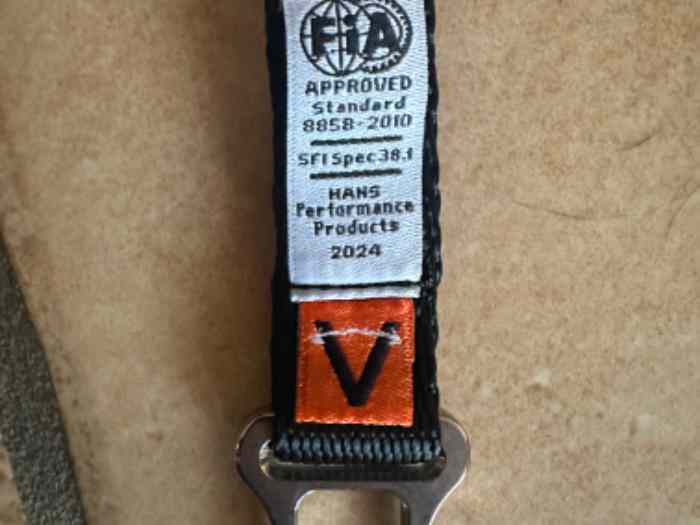 FiA
APPROVED
Standard
8858-2010
SFI Spec 38.1
HANS
Performance
Products
2024
V